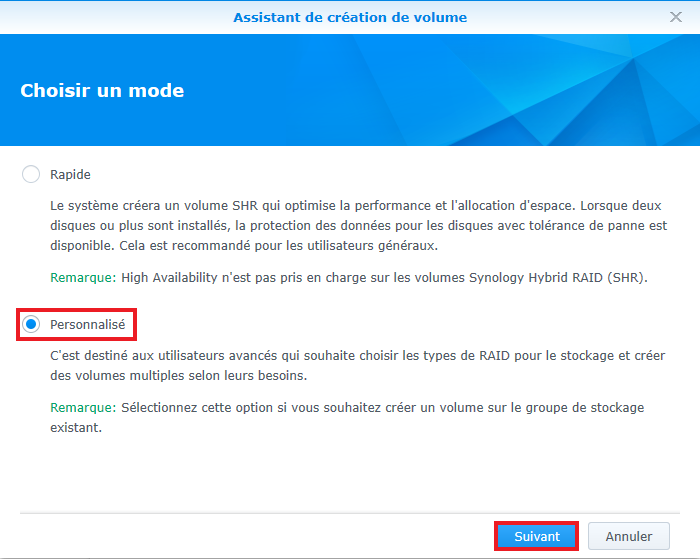 Assistant de création de volume
Choisir un mode
Rapide
Le système créera un volume SHR qui optimise la performance et l'allocation d'espace. Lorsque deux
disques ou plus sont installés, la protection des données pour les disques avec tolérance de panne est
disponible. Cela est recommandé pour les utilisateurs généraux.
Remarque: High Availability n'est pas pris en charge sur les volumes Synology Hybrid RAID (SHR).
Personnalisé
C'est destiné aux utilisateurs avancés qui souhaite choisir les types de RAID pour le stockage et créer
des volumes multiples selon leurs besoins.
Remarque: Sélectionnez cette option si vous souhaitez créer un volume sur le groupe de stockage
existant.
Suivant
Annuler